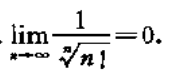 . lim_{n→∞} 1/ⁿ√n! = 0.